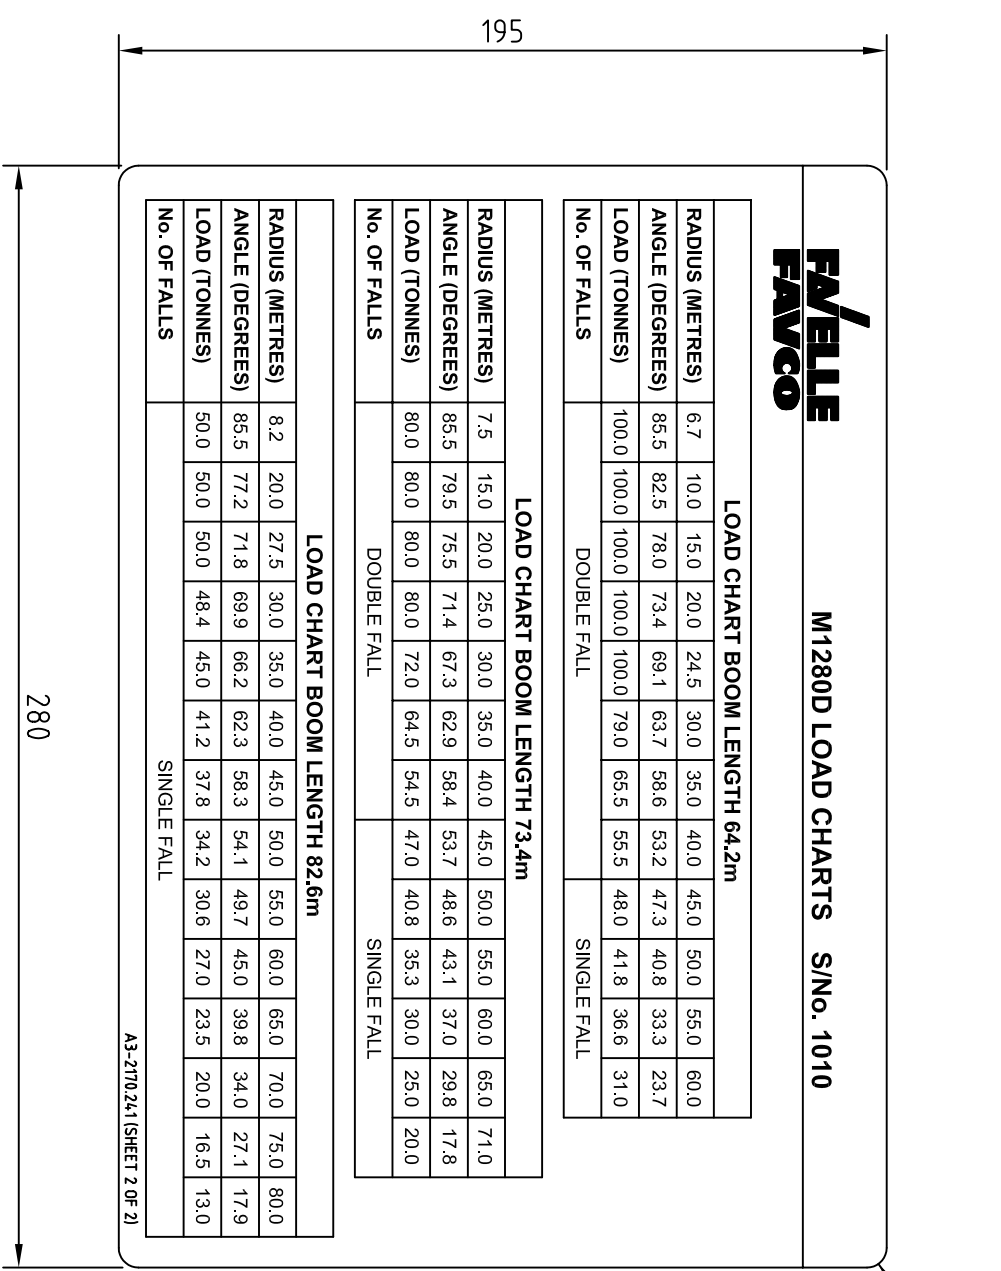 195
280
FAVELLE
FAVCO
M1280D LOAD CHARTS S/No. 1010
LOAD CHART BOOM LENGTH 64.2m
RADIUS (METRES) 6.7 10.0 15.0 20.0 24.5 30.0 35.0 40.0 45.0 50.0 55.0 60.0
ANGLE (DEGREES) 85.5 82.5 78.0 73.4 69.1 63.7 58.6 53.2 47.3 40.8 33.3 23.7
LOAD (TONNES) 100.0 100.0 100.0 100.0 100.0 79.0 65.5 55.5 48.0 41.8 36.6 31.0
No. OF FALLS DOUBLE FALL SINGLE FALL
LOAD CHART BOOM LENGTH 73.4m
RADIUS (METRES) 7.5 15.0 20.0 25.0 30.0 35.0 40.0 45.0 50.0 55.0 60.0 65.0 71.0
ANGLE (DEGREES) 85.5 79.5 75.5 71.4 67.3 62.9 58.4 53.7 48.6 43.1 37.0 29.8 17.8
LOAD (TONNES) 80.0 80.0 80.0 80.0 72.0 64.5 54.5 47.0 40.8 35.3 30.0 25.0 20.0
No. OF FALLS DOUBLE FALL SINGLE FALL
LOAD CHART BOOM LENGTH 82.6m
RADIUS (METRES) 8.2 20.0 27.5 30.0 35.0 40.0 45.0 50.0 55.0 60.0 65.0 70.0 75.0 80.0
ANGLE (DEGREES) 85.5 77.2 71.8 69.9 66.2 62.3 58.3 54.1 49.7 45.0 39.8 34.0 27.1 17.9
LOAD (TONNES) 50.0 50.0 50.0 48.4 45.0 41.2 37.8 34.2 30.6 27.0 23.5 20.0 16.5 13.0
No. OF FALLS SINGLE FALL
A3-2170.241 (SHEET 2 OF 2)